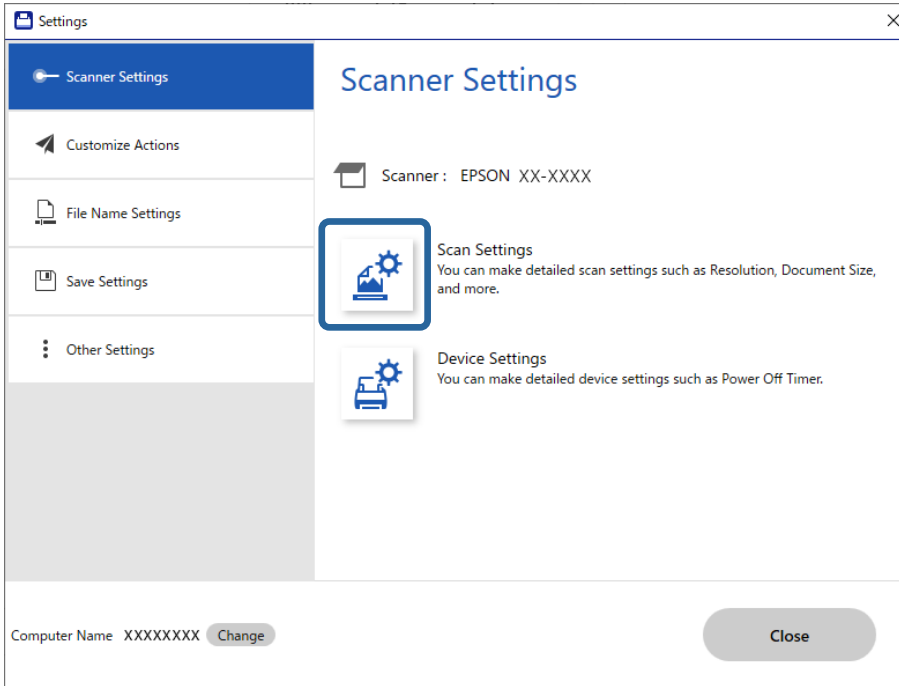 Settings
Scanner Settings
Customize Actions
File Name Settings
Save Settings
Other Settings
Scanner Settings
Scanner : EPSON XX-XXXX
Scan Settings
You can make detailed scan settings such as Resolution, Document Size,
and more.
Device Settings
You can make detailed device settings such as Power Off Timer.
Computer Name XXXXXXXX Change
Close